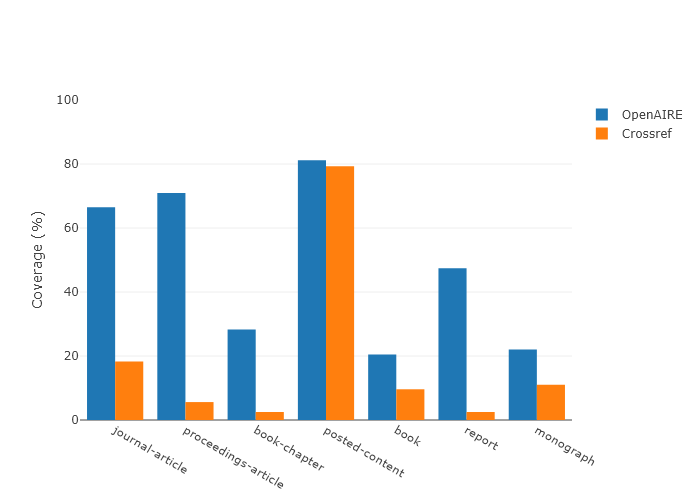 100
80
60
40
20
0
Coverage (%)
journal-article
proceedings-article
book-chapter
posted-content
book
report
monograph
OpenAIRE
Crossref